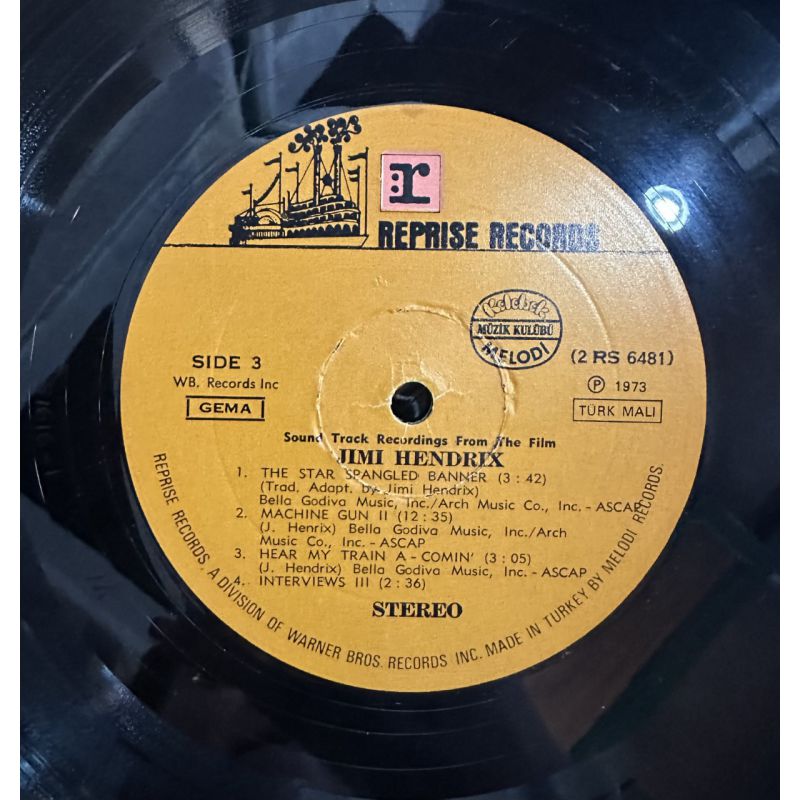 r:
REPRISE RECORDS
Kelebek
MÜZİK KULÜBÜ
MELODİ
SIDE 3
(2 RS 6481)
WB. Records Inc
Ⓟ 1973
GEMA
TÜRK MALI
Sound Track Recordings From The Film
JIMI HENDRIX
1. THE STAR SPANGLED BANNER (3 : 42)
(Trad. Adapt. by Jimi Hendrix)
Bella Godiva Music, Inc./Arch Music Co., Inc. - ASCAP
2. MACHINE GUN II (12 : 35)
(J. Henrix) Bella Godiva Music, Inc./Arch
Music Co., Inc. - ASCAP
3. HEAR MY TRAIN A - COMIN' (3 : 05)
(J. Hendrix) Bella Godiva Music, Inc. - ASCAP
4. INTERVIEWS III (2 : 36)
STEREO
REPRISE RECORDS. A DIVISION OF WARNER BROS. RECORDS INC. MADE IN TURKEY BY MELODI RECORDS.